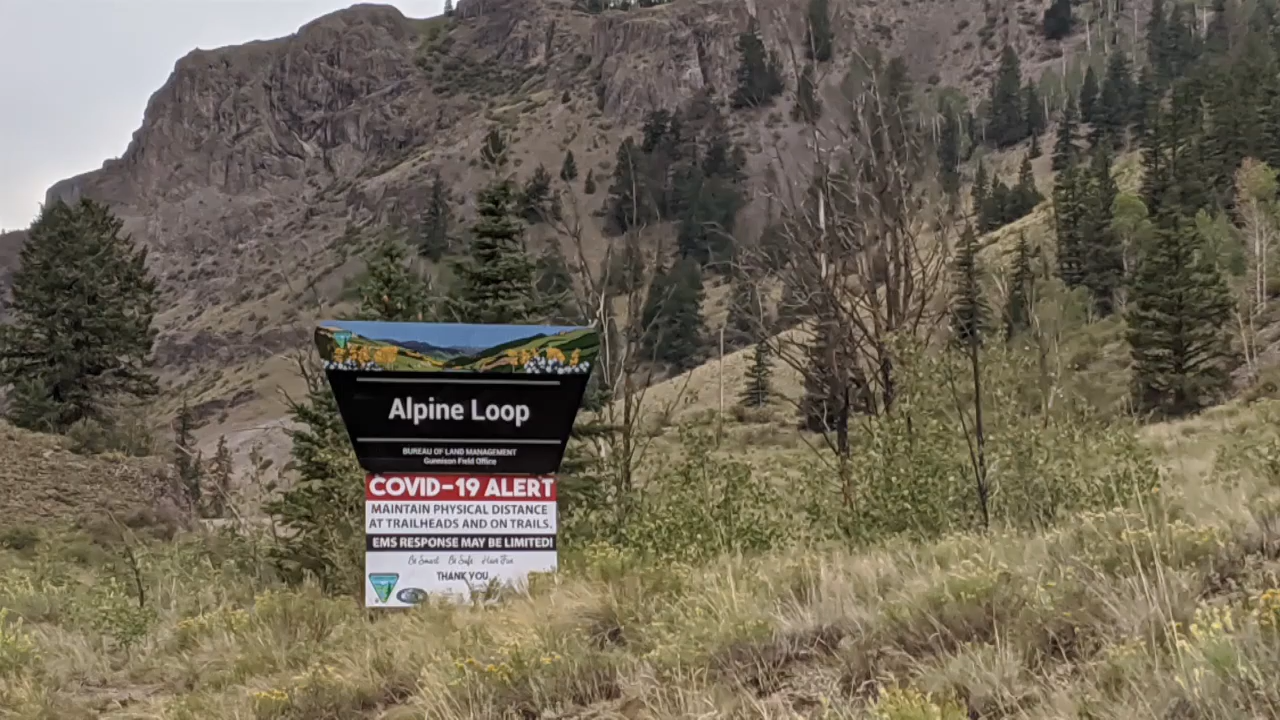 Alpine Loop
BUREAU OF LAND MANAGEMENT
Gunnison Field Office
COVID-19 ALERT
MAINTAIN PHYSICAL DISTANCE
AT TRAILHEADS AND ON TRAILS.
EMS RESPONSE MAY BE LIMITED!
Be Smart Be Safe Have Fun
THANK YOU